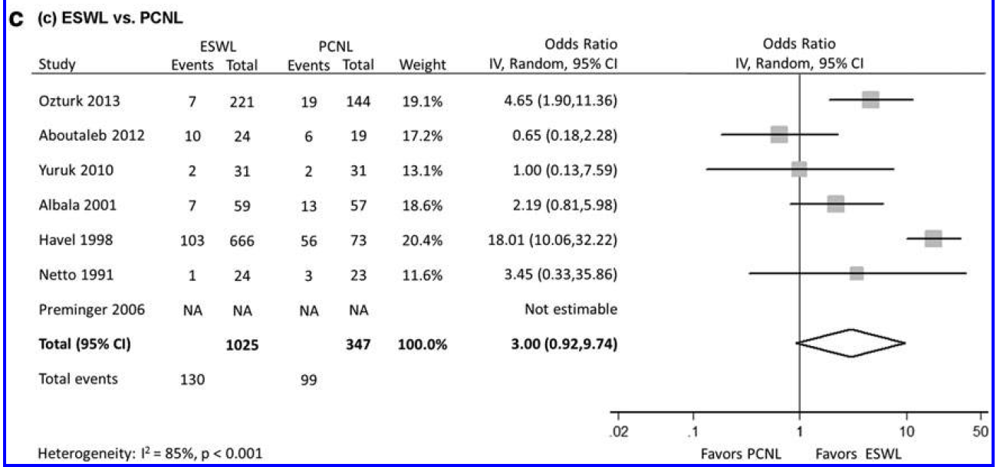 C (c) ESWL vs. PCNL
ESWL PCNL Odds Ratio Odds Ratio
Study Events Total Events Total Weight IV, Random, 95% CI IV, Random, 95% CI
Ozturk 2013 7 221 19 144 19.1% 4.65 (1.90,11.36)
Aboutaleb 2012 10 24 6 19 17.2% 0.65 (0.18,2.28)
Yuruk 2010 2 31 2 31 13.1% 1.00 (0.13,7.59)
Albala 2001 7 59 13 57 18.6% 2.19 (0.81,5.98)
Havel 1998 103 666 56 73 20.4% 18.01 (10.06,32.22)
Netto 1991 1 24 3 23 11.6% 3.45 (0.33,35.86)
Preminger 2006 NA NA NA NA Not estimable
Total (95% CI) 1025 347 100.0% 3.00 (0.92,9.74)
Total events 130 99
.02 .1 1 10 50
Heterogeneity: I² = 85%, p < 0.001 Favors PCNL Favors ESWL